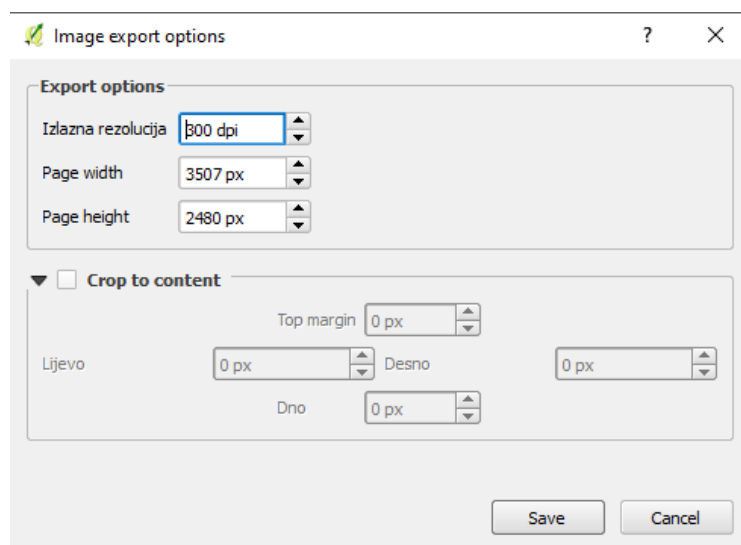 Image export options ? X
Export options
Izlazna rezolucija 300 dpi
Page width 3507 px
Page height 2480 px
Crop to content
Top margin 0 px
Lijevo 0 px Desno 0 px
Dno 0 px
Save Cancel